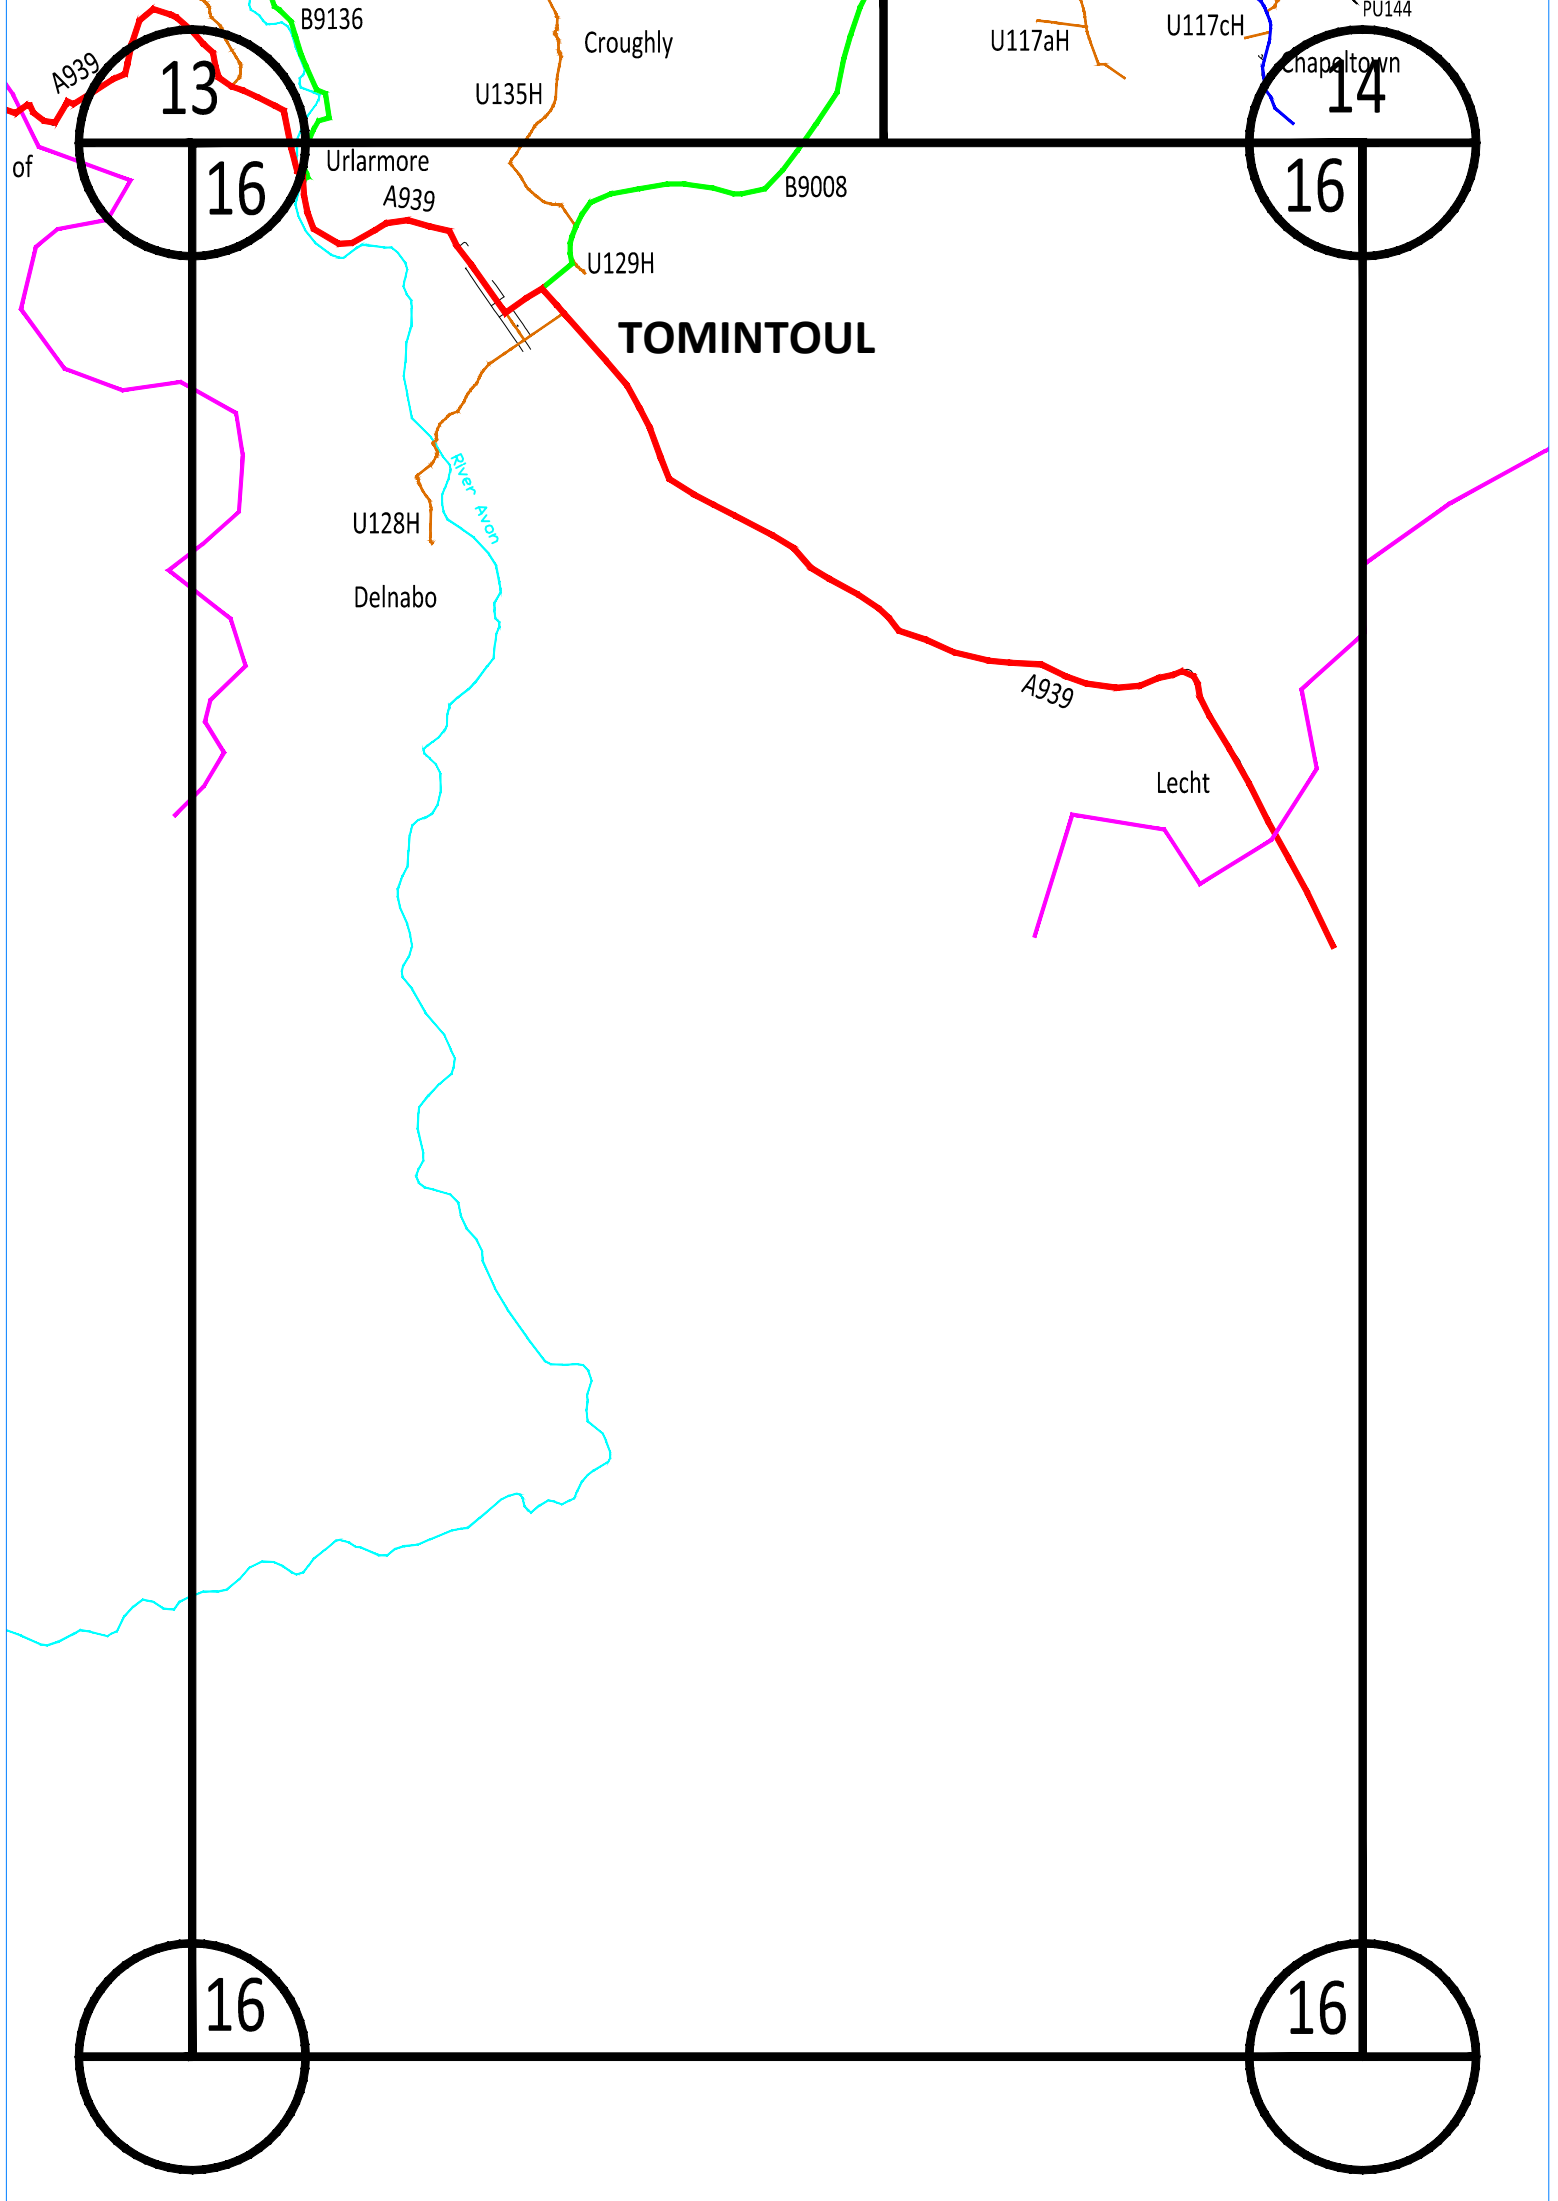 PU144
B9136
U117cH
U117aH
Croughly
Chapeltown
A939
13
14
U135H
of
Urlarmore
16
16
A939
B9008
U129H
TOMINTOUL
River Avon
U128H
Delnabo
A939
Lecht
16
16